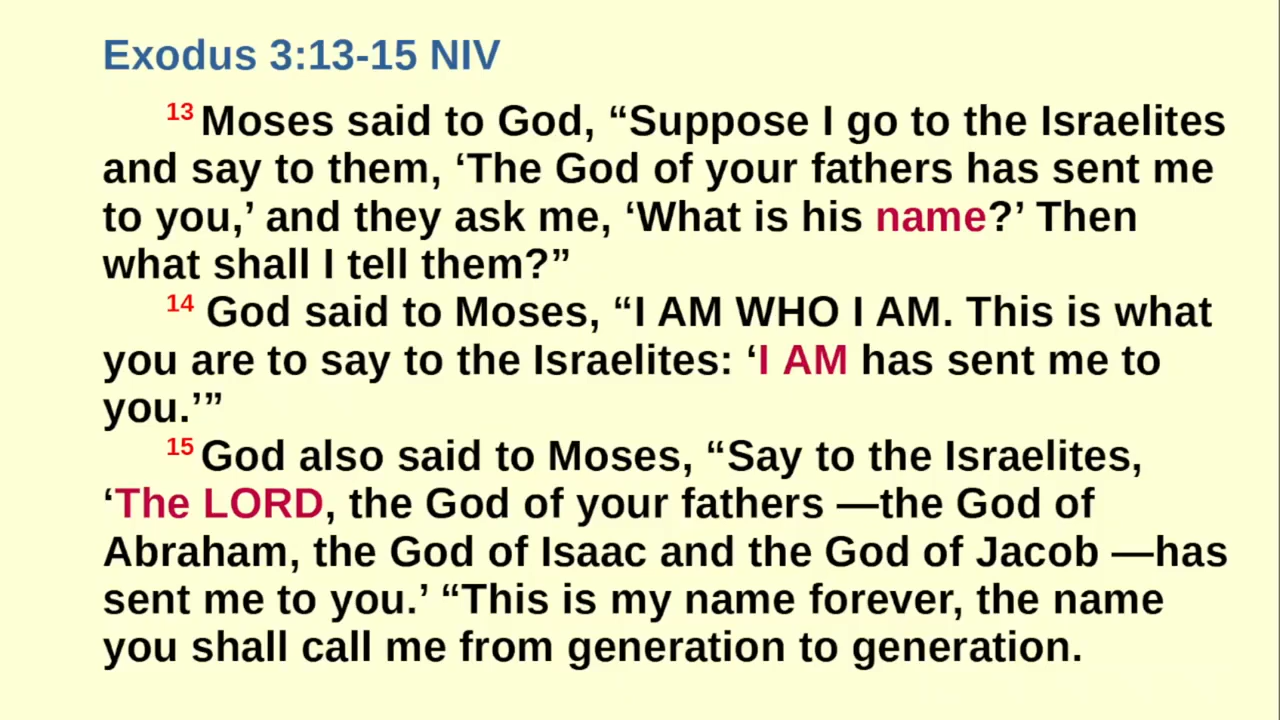 Exodus 3:13-15 NIV
13 Moses said to God, “Suppose I go to the Israelites
and say to them, ‘The God of your fathers has sent me
to you,’ and they ask me, ‘What is his name?’ Then
what shall I tell them?”
14 God said to Moses, “I AM WHO I AM. This is what
you are to say to the Israelites: ‘I AM has sent me to
you.’”
15 God also said to Moses, “Say to the Israelites,
‘The LORD, the God of your fathers —the God of
Abraham, the God of Isaac and the God of Jacob —has
sent me to you.’ “This is my name forever, the name
you shall call me from generation to generation.